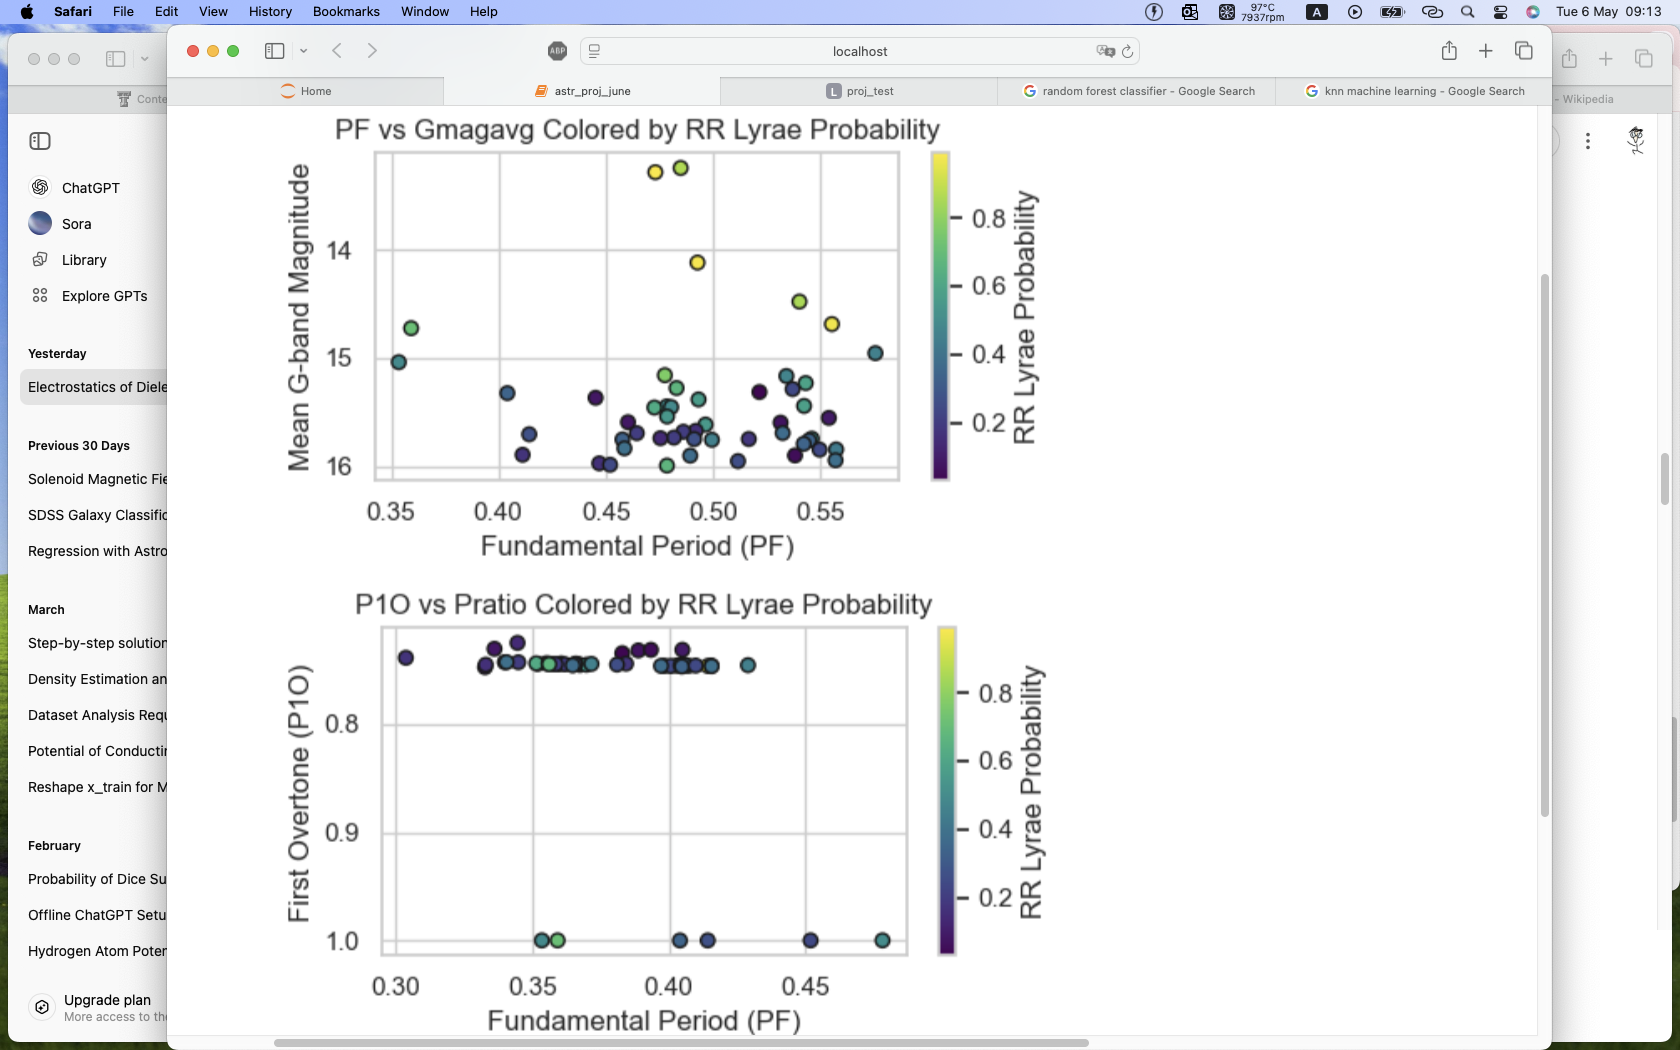 Safari File Edit View History Bookmarks Window Help
97°C
7937rpm
A
Tue 6 May 09:13
ABP
localhost
Home
astr_proj_june
L proj_test
random forest classifier - Google Search
knn machine learning - Google Search
- Wikipedia
Conte
ChatGPT
Sora
Library
Explore GPTs
Yesterday
Electrostatics of Diele
Previous 30 Days
Solenoid Magnetic Fie
SDSS Galaxy Classific
Regression with Astro
March
Step-by-step solution
Density Estimation an
Dataset Analysis Requ
Potential of Conductin
Reshape x_train for M
February
Probability of Dice Su
Offline ChatGPT Setu
Hydrogen Atom Poter
Upgrade plan
More access to the
PF vs Gmagavg Colored by RR Lyrae Probability
Mean G-band Magnitude
14
15
16
0.35 0.40 0.45 0.50 0.55
Fundamental Period (PF)
0.8
0.6
0.4
0.2
RR Lyrae Probability
P1O vs Pratio Colored by RR Lyrae Probability
First Overtone (P1O)
0.8
0.9
1.0
0.30 0.35 0.40 0.45
Fundamental Period (PF)
0.8
0.6
0.4
0.2
RR Lyrae Probability